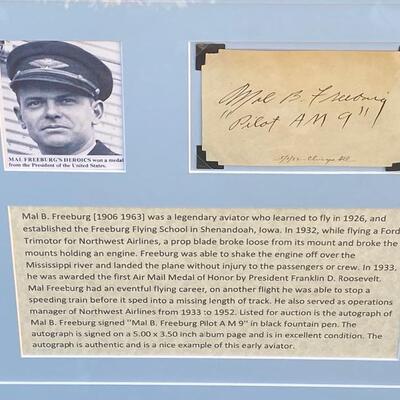 MAL FREEBURG'S HEROICS won a medal
from the President of the United States.
Mal B. Freeburg
"Pilot AM 9"
Mal B. Freeburg [1906 1963] was a legendary aviator who learned to fly in 1926, and
established the Freeburg Flying School in Shenandoah, Iowa. In 1932, while flying a Ford
Trimotor for Northwest Airlines, a prop blade broke loose from its mount and broke the
mounts holding an engine. Freeburg was able to shake the engine off over the
Mississippi river and landed the plane without injury to the passengers or crew. In 1933,
he was awarded the first Air Mail Medal of Honor by President Franklin D. Roosevelt.
Mal Freeburg had an eventful flying career, on another flight he was able to stop a
speeding train before it sped into a missing length of track. He also served as operations
manager of Northwest Airlines from 1933 to 1952. Listed for auction is the autograph of
Mal B. Freeburg signed "Mal B. Freeburg Pilot A M 9" in black fountain pen. The
autograph is signed on a 5.00 x 3.50 inch album page and is in excellent condition. The
autograph is authentic and is a nice example of this early aviator.